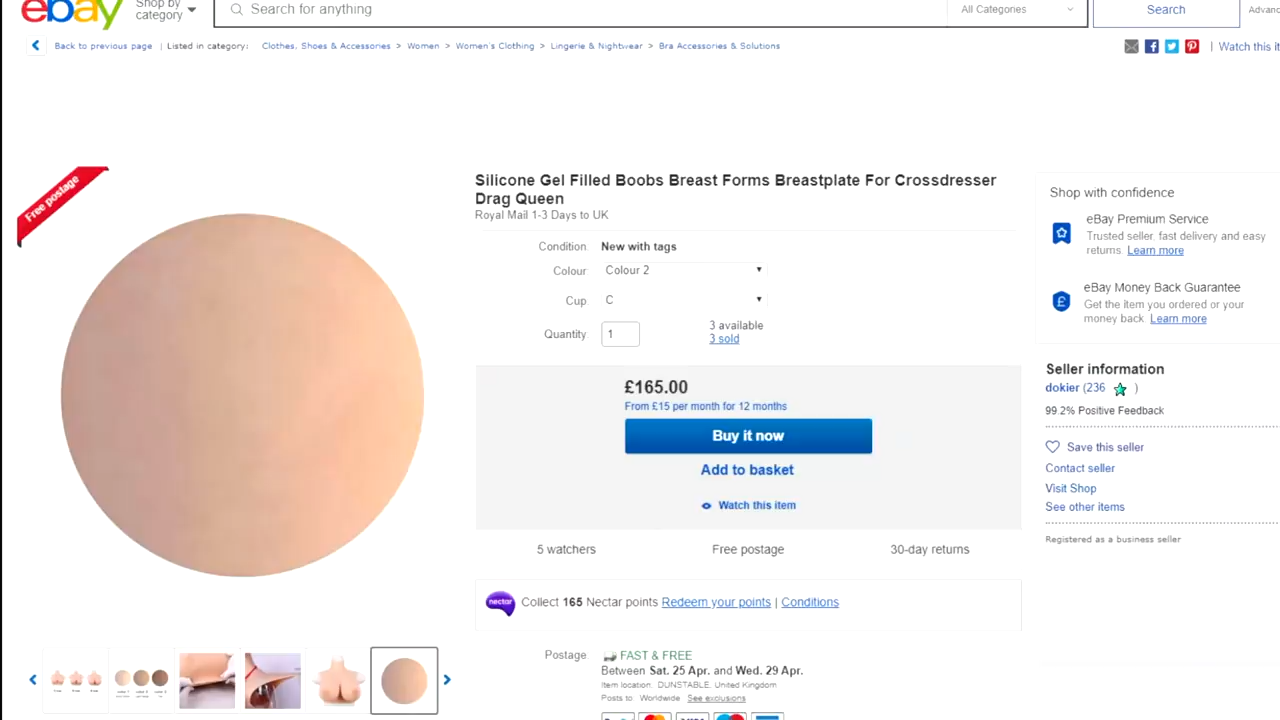 ebay
Shop by
category
Search for anything
All Categories
Search
Back to previous page | Listed in category:
Clothes, Shoes & Accessories > Women > Women's Clothing > Lingerie & Nightwear > Bra Accessories & Solutions
| Watch this
Free postage
Silicone Gel Filled Boobs Breast Forms Breastplate For Crossdresser
Drag Queen
Royal Mail 1-3 Days to UK
Condition: New with tags
Colour: Colour 2
Cup: C
Quantity: 1
3 available
3 sold
£165.00
From £15 per month for 12 months
Buy it now
Add to basket
Watch this item
5 watchers
Free postage
30-day returns
nectar
Collect 165 Nectar points Redeem your points | Conditions
Postage:
FAST & FREE
Between Sat. 25 Apr. and Wed. 29 Apr.
Item location: DUNSTABLE, United Kingdom
Posts to: Worldwide See exclusions
Shop with confidence
eBay Premium Service
Trusted seller, fast delivery and easy
returns. Learn more
eBay Money Back Guarantee
Get the item you ordered or your
money back. Learn more
Seller information
dokier (236 )
99.2% Positive Feedback
Save this seller
Contact seller
Visit Shop
See other items
Registered as a business seller